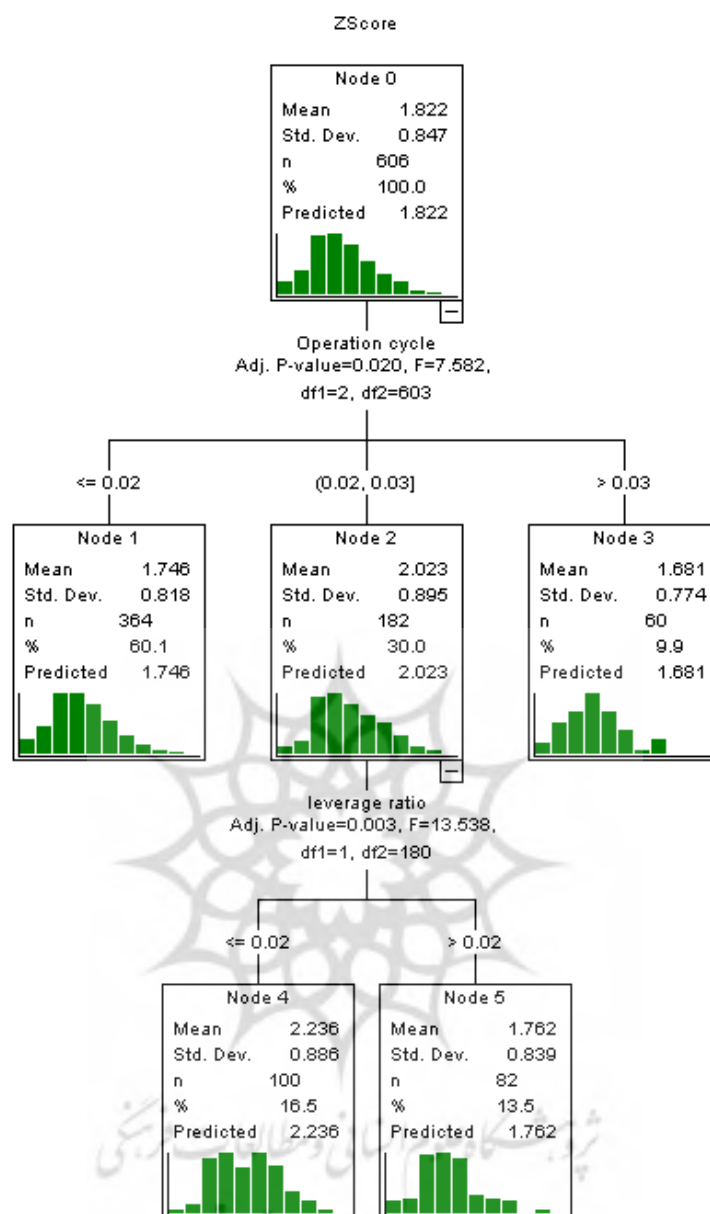 ZScore
Node 0
Mean 1.822
Std. Dev. 0.847
n 606
% 100.0
Predicted 1.822
Operation cycle
Adj. P-value=0.020, F=7.582,
df1=2, df2=603
<= 0.02
(0.02, 0.03]
> 0.03
Node 1
Mean 1.746
Std. Dev. 0.818
n 364
% 60.1
Predicted 1.746
Node 2
Mean 2.023
Std. Dev. 0.895
n 182
% 30.0
Predicted 2.023
Node 3
Mean 1.681
Std. Dev. 0.774
n 60
% 9.9
Predicted 1.681
leverage ratio
Adj. P-value=0.003, F=13.538,
df1=1, df2=180
<= 0.02
> 0.02
Node 4
Mean 2.236
Std. Dev. 0.886
n 100
% 16.5
Predicted 2.236
Node 5
Mean 1.762
Std. Dev. 0.839
n 82
% 13.5
Predicted 1.762
پژوهشگاه علوم انسانی و مطالعات فرهنگی